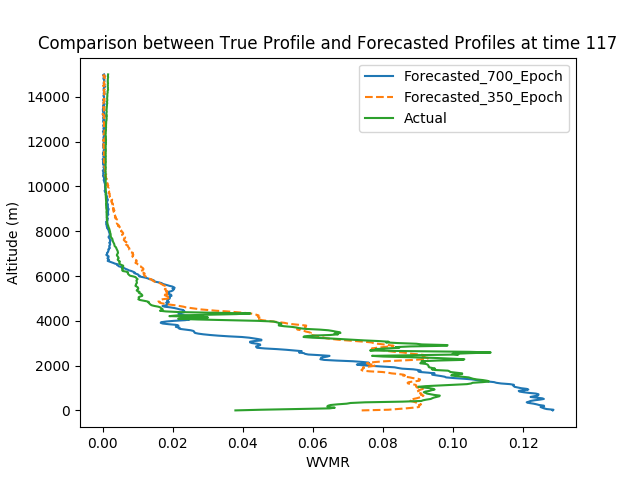 Comparison between True Profile and Forecasted Profiles at time 117
Forecasted_700_Epoch
Forecasted_350_Epoch
Actual
Altitude (m)
14000
12000
10000
8000
6000
4000
2000
0
0.00 0.02 0.04 0.06 0.08 0.10 0.12
WVMR